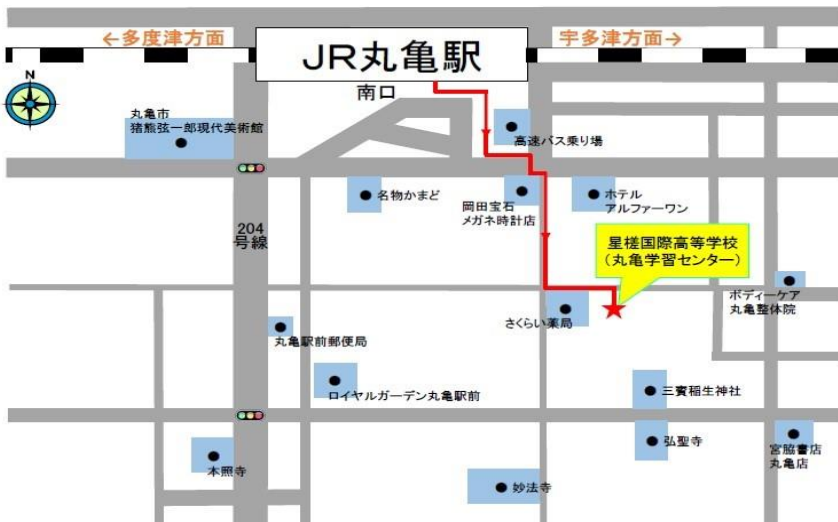 ←多度津方面
JR丸亀駅
宇多津方面→
N
南口
丸亀市
猪熊弦一郎現代美術館
高速バス乗り場
名物かまど
岡田宝石
メガネ時計店
ホテル
アルファーワン
204
号線
星槎国際高等学校
(丸亀学習センター)
ボディーケア
丸亀整体院
さくらい薬局
丸亀駅前郵便局
ロイヤルガーデン丸亀駅前
三寳稲生神社
弘聖寺
宮脇書店
丸亀店
本照寺
妙法寺